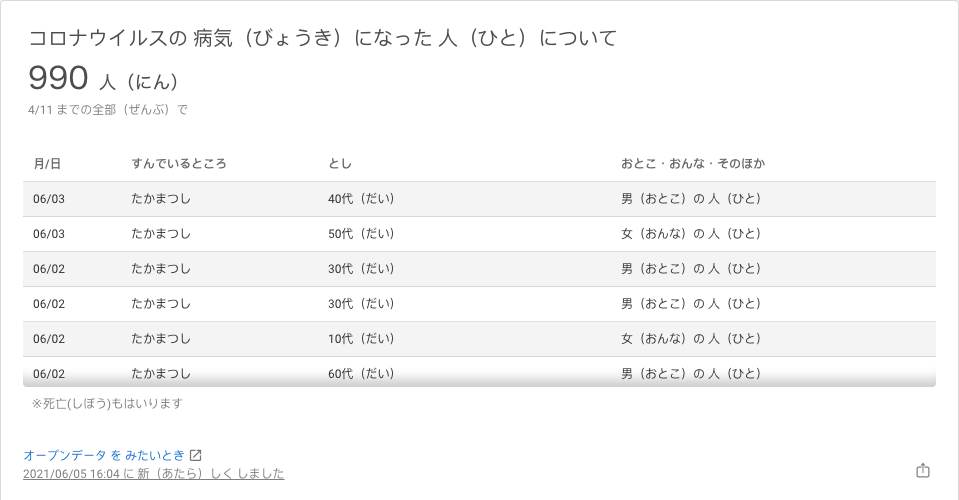 コロナウイルスの 病気（びょうき）になった 人（ひと）について
990 人（にん）
4/11 までの全部（ぜんぶ）で
月/日 すんでいるところ とし おとこ・おんな・そのほか
06/03 たかまつし 40代（だい） 男（おとこ）の 人（ひと）
06/03 たかまつし 50代（だい） 女（おんな）の 人（ひと）
06/02 たかまつし 30代（だい） 男（おとこ）の 人（ひと）
06/02 たかまつし 30代（だい） 男（おとこ）の 人（ひと）
06/02 たかまつし 10代（だい） 女（おんな）の 人（ひと）
06/02 たかまつし 60代（だい） 男（おとこ）の 人（ひと）
※死亡(しぼう)もはいります
オープンデータ を みたいとき
2021/06/05 16:04 に 新（あたら）しく しました